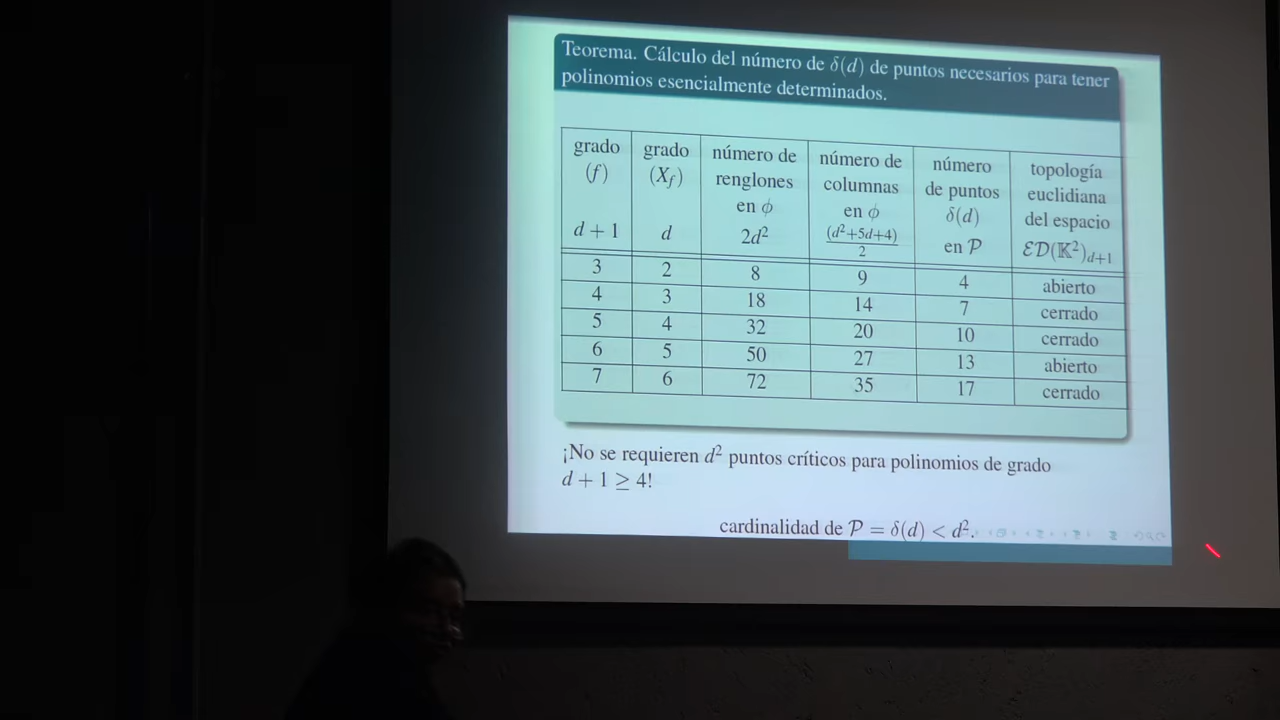 Teorema. Cálculo del número de δ(d) de puntos necesarios para tener
polinomios esencialmente determinados.
grado (f) d + 1 | grado (X_f) d | número de renglones en ϕ 2d² | número de columnas en ϕ (d²+5d+4)/2 | número de puntos δ(d) en 𝒫 | topología euclidiana del espacio ℰ𝒟(𝕂²)_{d+1}
3 | 2 | 8 | 9 | 4 | abierto
4 | 3 | 18 | 14 | 7 | cerrado
5 | 4 | 32 | 20 | 10 | cerrado
6 | 5 | 50 | 27 | 13 | abierto
7 | 6 | 72 | 35 | 17 | cerrado
¡No se requieren d² puntos críticos para polinomios de grado
d + 1 ≥ 4!
cardinalidad de 𝒫 = δ(d) < d².